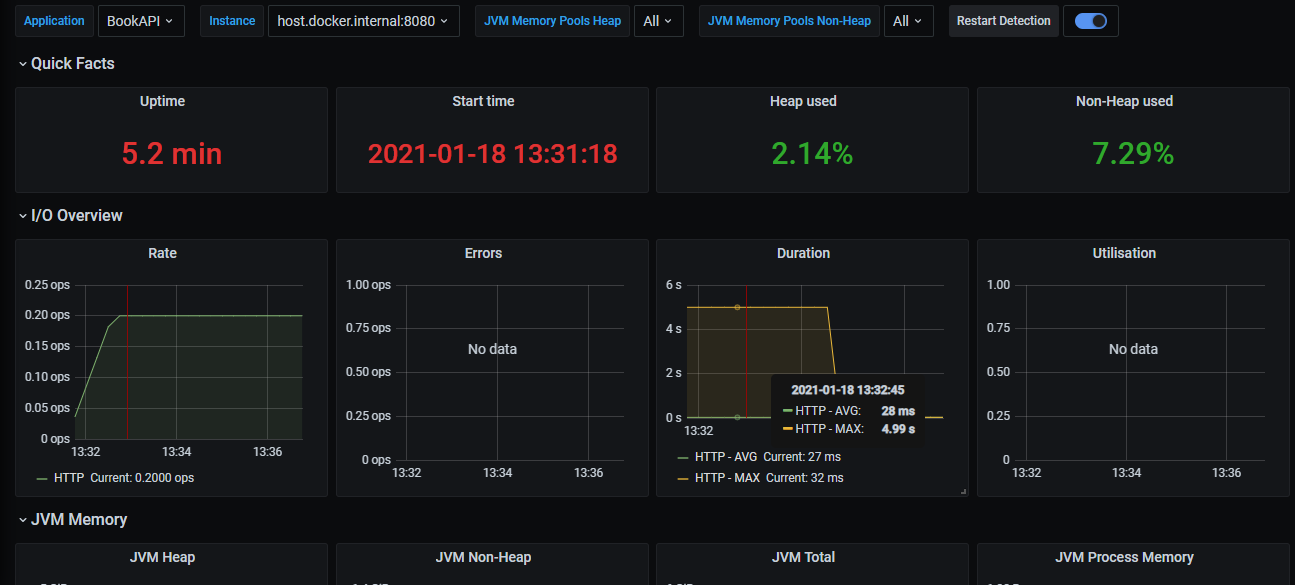 Application BookAPI Instance host.docker.internal:8080 JVM Memory Pools Heap All JVM Memory Pools Non-Heap All Restart Detection
Quick Facts
Uptime Start time Heap used Non-Heap used
5.2 min 2021-01-18 13:31:18 2.14% 7.29%
I/O Overview
Rate
0.25 ops
0.20 ops
0.15 ops
0.10 ops
0.05 ops
0 ops
13:32 13:34 13:36
HTTP Current: 0.2000 ops
Errors
1.00 ops
0.75 ops
0.50 ops
0.25 ops
0 ops
No data
13:32 13:34 13:36
Duration
6 s
4 s
2 s
0 s
13:32
2021-01-18 13:32:45
HTTP - AVG: 28 ms
HTTP - MAX: 4.99 s
HTTP - AVG Current: 27 ms
HTTP - MAX Current: 32 ms
Utilisation
1.00
0.75
0.50
0.25
0
No data
13:32 13:34 13:36
JVM Memory
JVM Heap JVM Non-Heap JVM Total JVM Process Memory